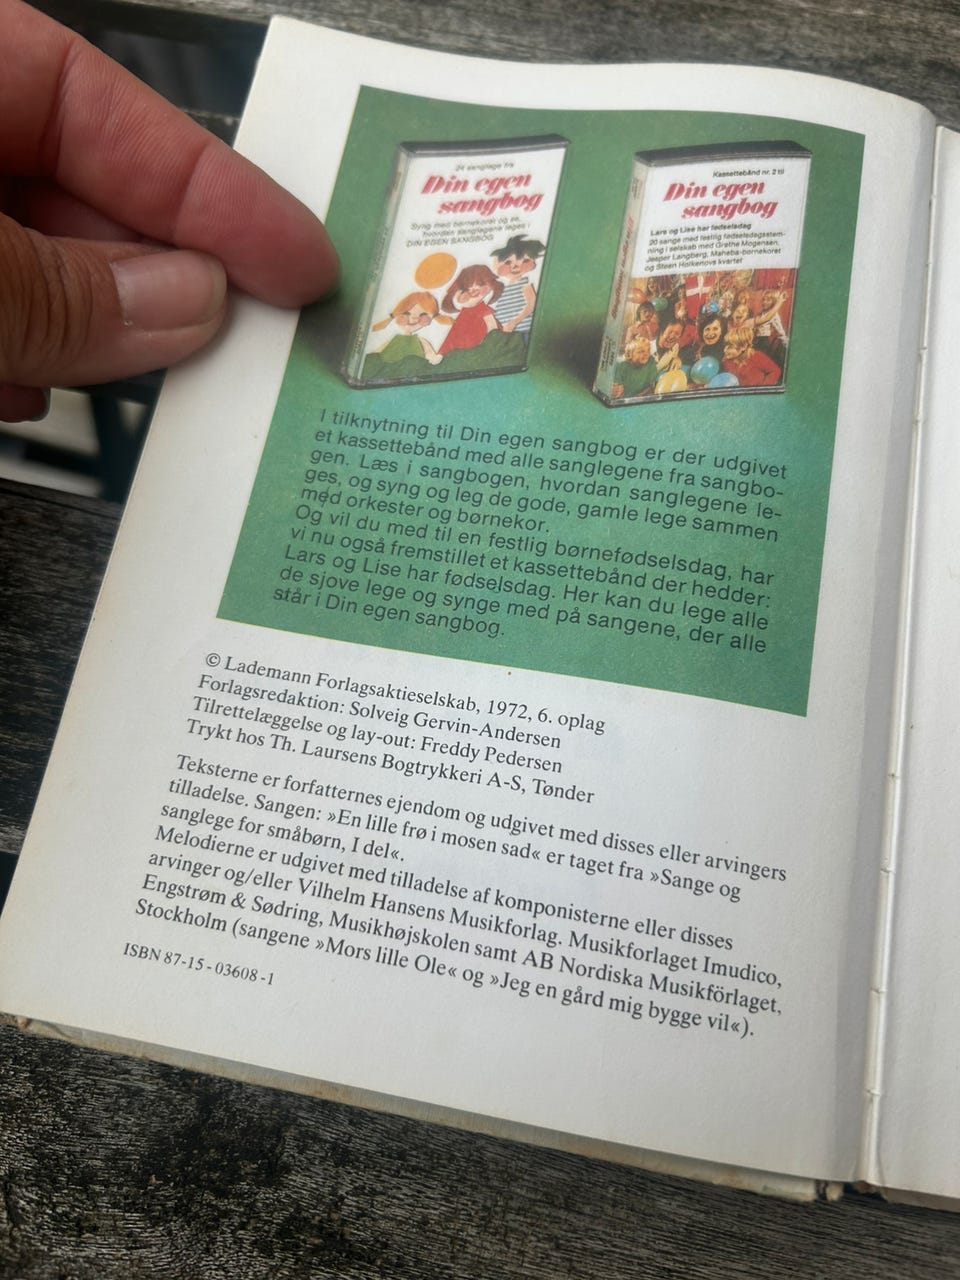 24 sanglege fra
Din egen
sangbog
Syng med børnekoret og se,
hvordan sanglegene leges i
DIN EGEN SANGBOG
Kassettebånd nr. 2 til
Din egen
sangbog
Lars og Lise har fødselsdag
20 sange med festlig fødselsdagsstem-
ning i selskab med Grethe Mogensen,
Jesper Langberg, Maheba-børnekoret
og Steen Holkenovs kvartet
I tilknytning til Din egen sangbog er der udgivet
et kassettebånd med alle sanglegene fra sangbo-
gen. Læs i sangbogen, hvordan sanglegene le-
ges, og syng og leg de gode, gamle lege sammen
med orkester og børnekor.
Og vil du med til en festlig børnefødselsdag, har
vi nu også fremstillet et kassettebånd der hedder:
Lars og Lise har fødselsdag. Her kan du lege alle
de sjove lege og synge med på sangene, der alle
står i Din egen sangbog.
© Lademann Forlagsaktieselskab, 1972, 6. oplag
Forlagsredaktion: Solveig Gervin-Andersen
Tilrettelæggelse og lay-out: Freddy Pedersen
Trykt hos Th. Laursens Bogtrykkeri A-S, Tønder
Teksterne er forfatternes ejendom og udgivet med disses eller arvingers
tilladelse. Sangen: »En lille frø i mosen sad« er taget fra »Sange og
sanglege for småbørn, I del«.
Melodierne er udgivet med tilladelse af komponisterne eller disses
arvinger og/eller Vilhelm Hansens Musikforlag. Musikforlaget Imudico,
Engstrøm & Sødring, Musikhøjskolen samt AB Nordiska Musikförlaget,
Stockholm (sangene »Mors lille Ole« og »Jeg en gård mig bygge vil«).
ISBN 87-15-03608-1